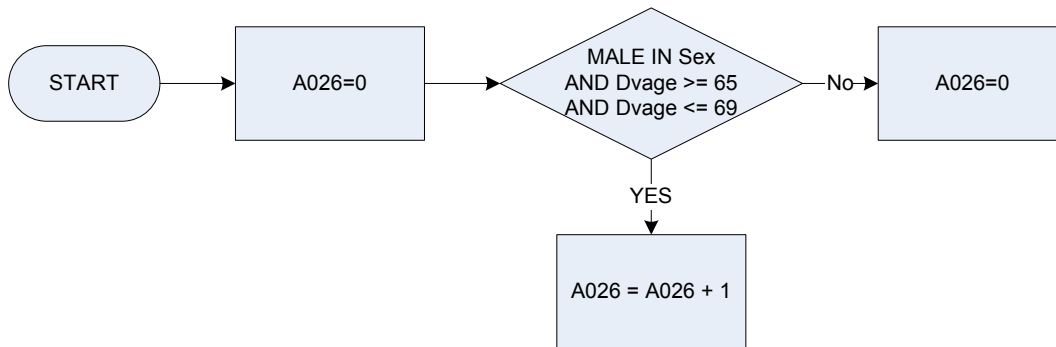 START
A026=0
MALE IN Sex
AND Dvage >= 65
AND Dvage <= 69
No
A026=0
YES
A026 = A026 + 1